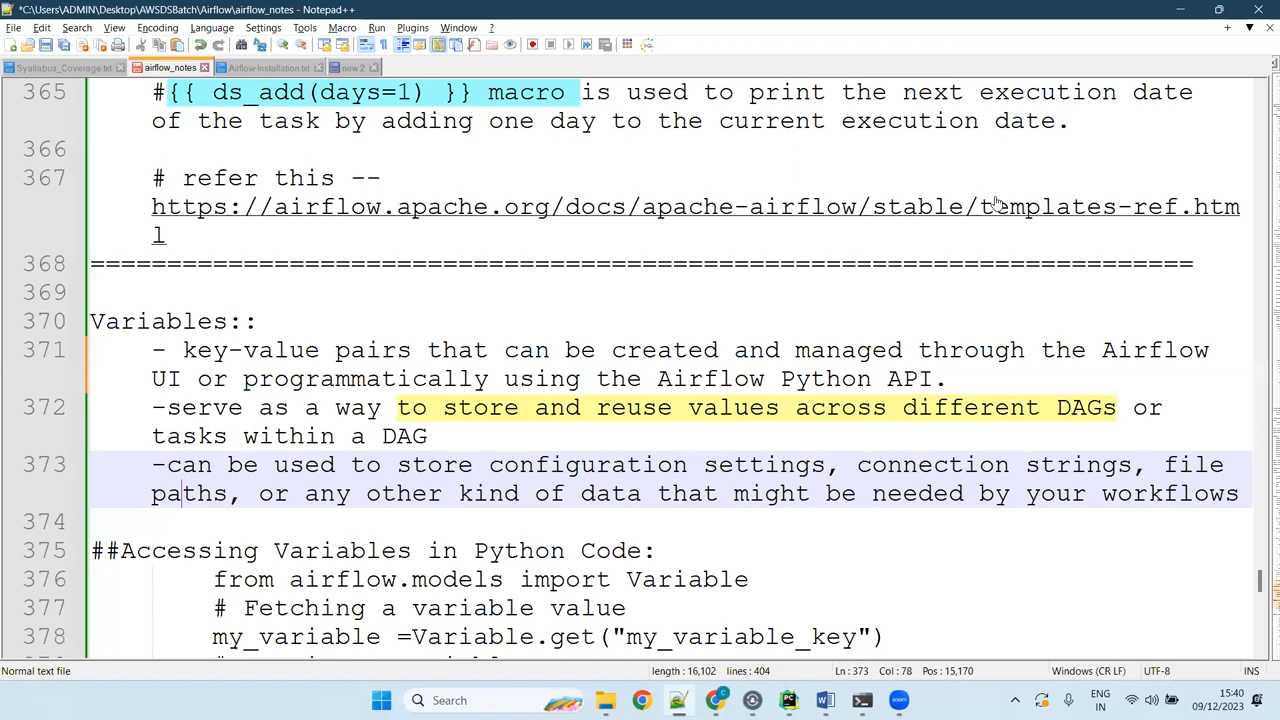 *C:\Users\ADMIN\Desktop\AWSDSBatch\Airflow\airflow_notes - Notepad++
File Edit Search View Encoding Language Settings Tools Macro Run Plugins Window ?
Syallabus_Coverage.txt airflow_notes Airflow-Installation.txt new 2
365 #{{ ds_add(days=1) }} macro is used to print the next execution date
of the task by adding one day to the current execution date.
366
367 # refer this --
https://airflow.apache.org/docs/apache-airflow/stable/templates-ref.htm
l
368 ========================================================================
369
370 Variables::
371 - key-value pairs that can be created and managed through the Airflow
UI or programmatically using the Airflow Python API.
372 -serve as a way to store and reuse values across different DAGs or
tasks within a DAG
373 -can be used to store configuration settings, connection strings, file
paths, or any other kind of data that might be needed by your workflows
374
375 ##Accessing Variables in Python Code:
376 from airflow.models import Variable
377 # Fetching a variable value
378 my_variable =Variable.get("my_variable_key")
Normal text file length : 16,102 lines : 404 Ln : 373 Col : 78 Pos : 15,170 Windows (CR LF) UTF-8 INS
Search ENG IN 15:40 09/12/2023